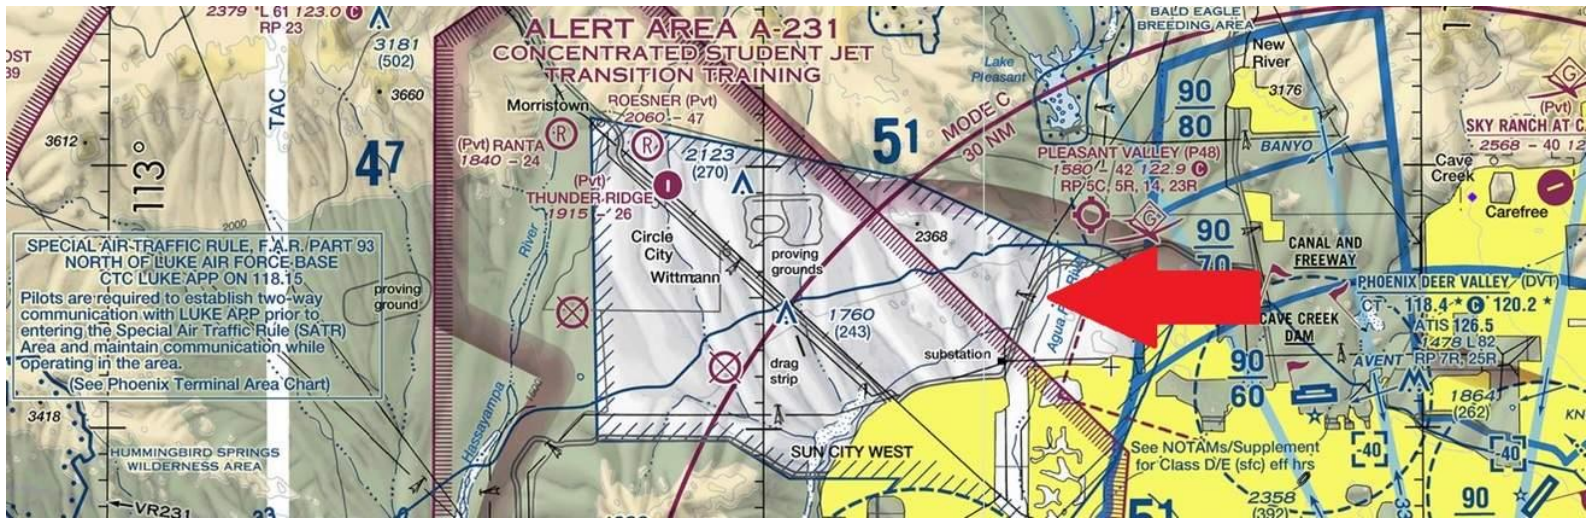 2379 *L 61 123.0 C
RP 23
3181
(502)
3660
3612
113°
TAC
47
ALERT AREA A-231
CONCENTRATED STUDENT JET
TRANSITION TRAINING
Morristown
ROESNER (Pvt)
2060 - 47
(Pvt) RANTA
1840 - 24
R
R
2123
(270)
(Pvt)
THUNDER RIDGE
1915 - 26
2000
River
Circle
City
Wittmann
proving
grounds
2368
51
MODE C
30 NM
Lake
Pleasant
BALD EAGLE
BREEDING AREA
New
River
3176
90
80
BANYO
PLEASANT VALLEY (P48)
1580 - 42 122.9 C
RP 5C, 5R, 14, 23R
G
G
(Pvt)
SKY RANCH AT C
2568 - 40 12
Cave
Creek
Carefree
90
70
CANAL AND
FREEWAY
PHOENIX DEER VALLEY (DVT)
CT - 118.4 * C 120.2 *
ATIS 126.5
1478 L 82
RP 7R, 25R
CAVE CREEK
DAM
AVENT
1864
(262)
90
60
SPECIAL AIR TRAFFIC RULE, F.A.R. PART 93
NORTH OF LUKE AIR FORCE BASE
CTC LUKE APP ON 118.15
Pilots are required to establish two-way
communication with LUKE APP prior to
entering the Special Air Traffic Rule (SATR)
Area and maintain communication while
operating in the area.
(See Phoenix Terminal Area Chart)
proving
ground
3418
HUMMINGBIRD SPRINGS
WILDERNESS AREA
VR231
Hassayampa
1500
1760
(243)
drag
strip
substation
SUN CITY WEST
See NOTAMs/Supplement
for Class D/E (sfc) eff hrs
-40
-40
2358
(392)
90
51